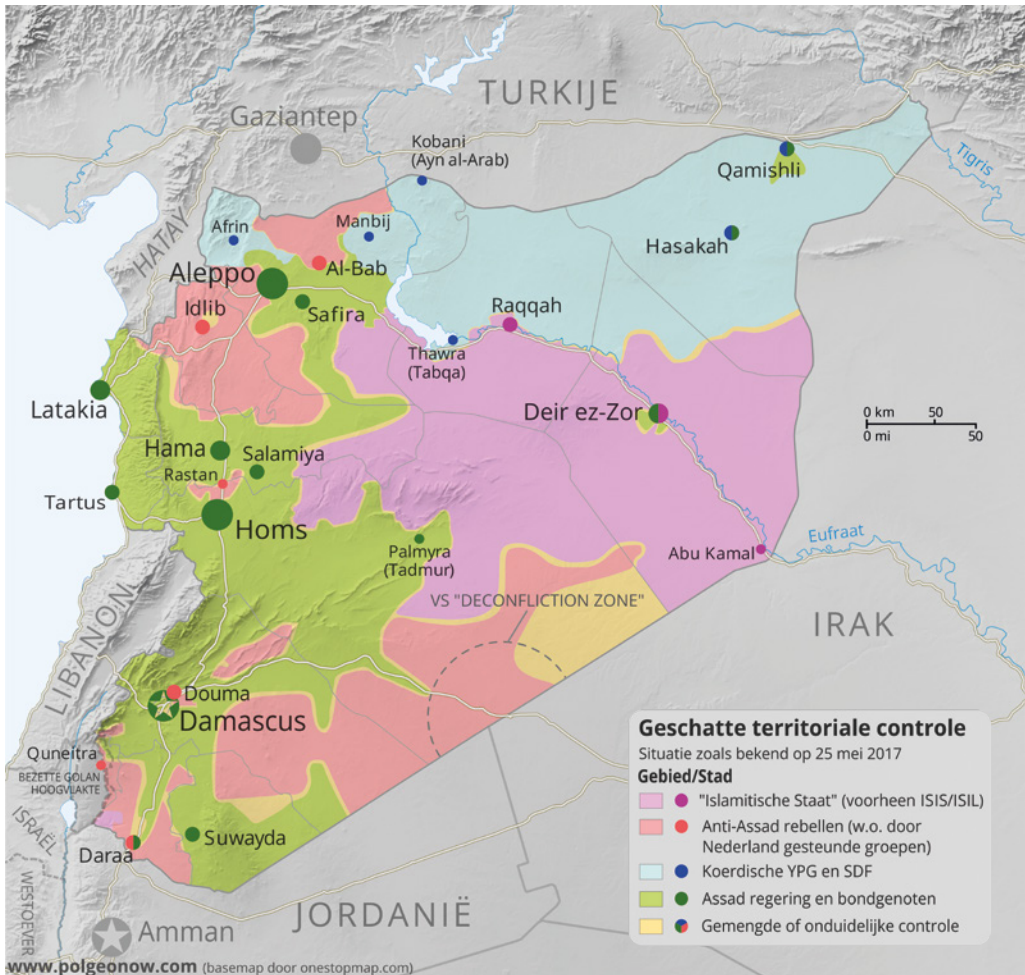 TURKIJE
Gaziantep
Kobani
(Ayn al-Arab)
Tigris
Qamishli
HATAY
Afrin
Manbij
Hasakah
Aleppo
Al-Bab
Idlib
Safira
Raqqah
Thawra
(Tabqa)
Latakia
Deir ez-Zor
0 km 50
0 mi 50
Hama
Salamiya
Rastan
Tartus
Homs
Palmyra
(Tadmur)
Abu Kamal
Eufraat
VS "DECONFLICTION ZONE"
IRAK
LIBANON
Douma
Damascus
Quneitra
BEZETTE GOLAN
HOOGVLAKTE
ISRAËL
Suwayda
Daraa
WESTOEVER
JORDANIË
Amman
Geschatte territoriale controle
Situatie zoals bekend op 25 mei 2017
Gebied/Stad
"Islamitische Staat" (voorheen ISIS/ISIL)
Anti-Assad rebellen (w.o. door
Nederland gesteunde groepen)
Koerdische YPG en SDF
Assad regering en bondgenoten
Gemengde of onduidelijke controle
www.polgeonow.com (basemap door onestopmap.com)